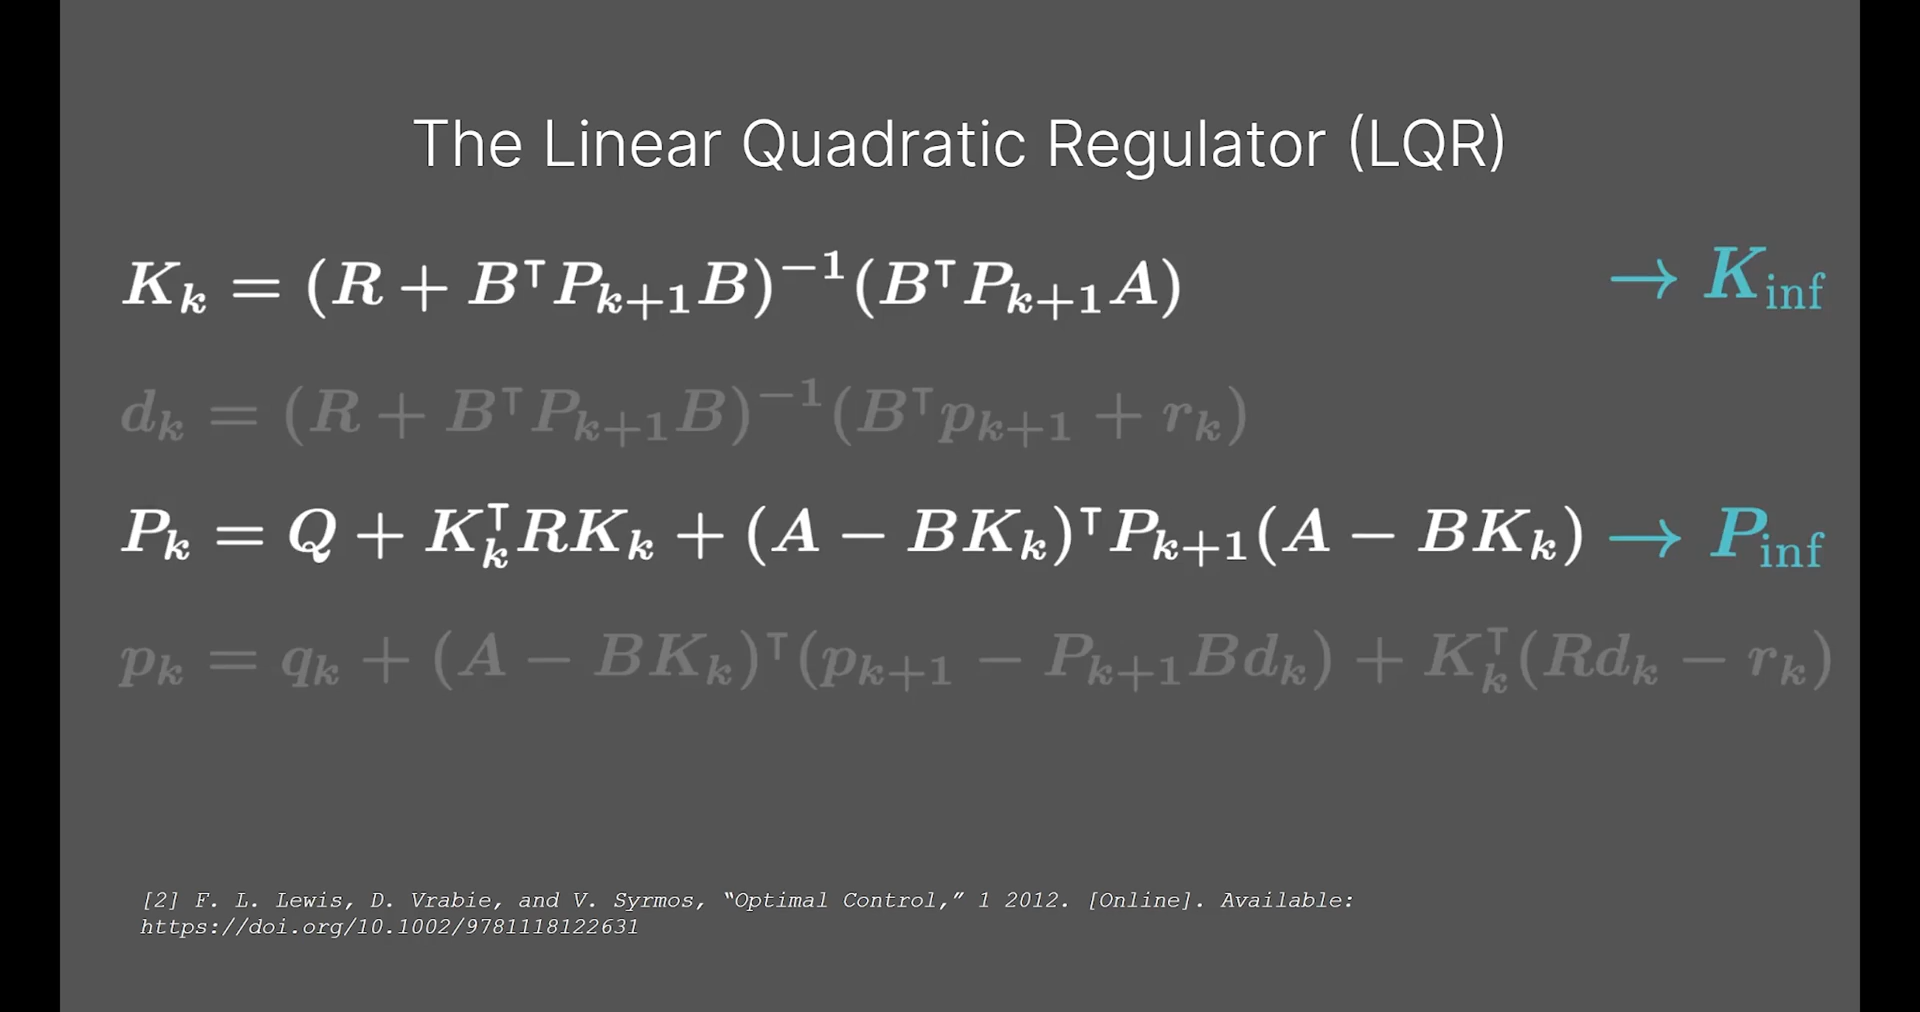 The Linear Quadratic Regulator (LQR)
K_k = (R + B^⊺P_{k+1}B)^{-1}(B^⊺P_{k+1}A) → K_inf
d_k = (R + B^⊺P_{k+1}B)^{-1}(B^⊺p_{k+1} + r_k)
P_k = Q + K_k^⊺RK_k + (A − BK_k)^⊺P_{k+1}(A − BK_k) → P_inf
p_k = q_k + (A − BK_k)^⊺(p_{k+1} − P_{k+1}Bd_k) + K_k^⊺(Rd_k − r_k)
[2] F. L. Lewis, D. Vrabie, and V. Syrmos, “Optimal Control,” 1 2012. [Online]. Available:
https://doi.org/10.1002/9781118122631